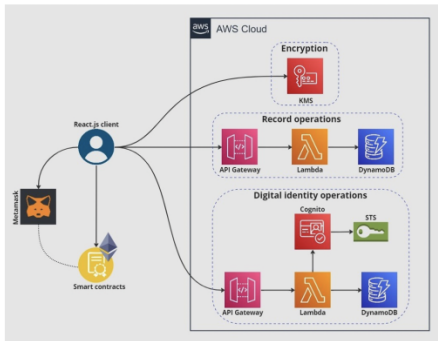 aws
AWS Cloud
Encryption
KMS
React.js client
Record operations
API Gateway
Lambda
DynamoDB
Metamask
Digital identity operations
Cognito
STS
Smart contracts
API Gateway
Lambda
DynamoDB